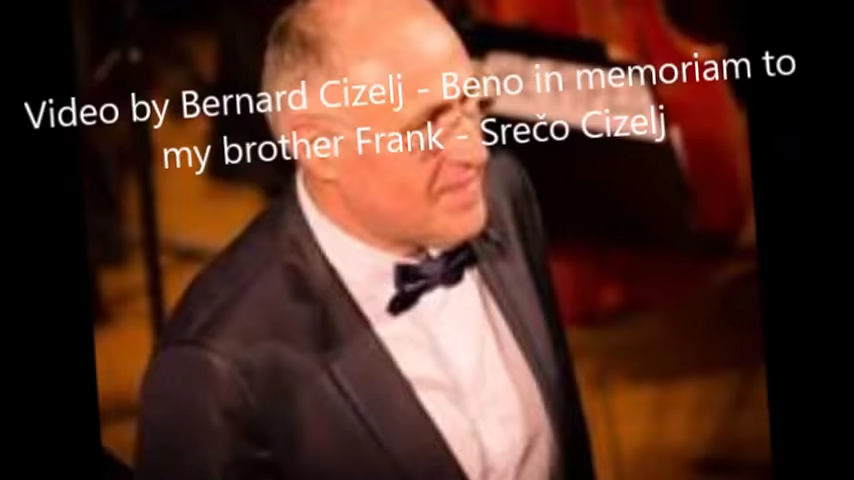 Video by Bernard Cizelj - Beno in memoriam to
my brother Frank - Srečo Cizelj